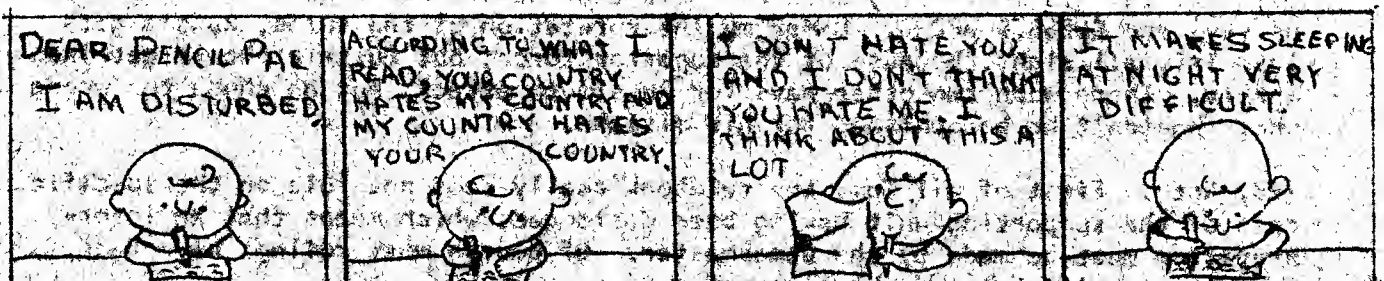 DEAR PENCIL PAL
I AM DISTURBED.
ACCORDING TO WHAT I
READ, YOUR COUNTRY
HATES MY COUNTRY AND
MY COUNTRY HATES
YOUR COUNTRY.
I DON'T HATE YOU,
AND I DON'T THINK
YOU HATE ME. I
THINK ABOUT THIS A
LOT
IT MAKES SLEEPING
AT NIGHT VERY
DIFFICULT.